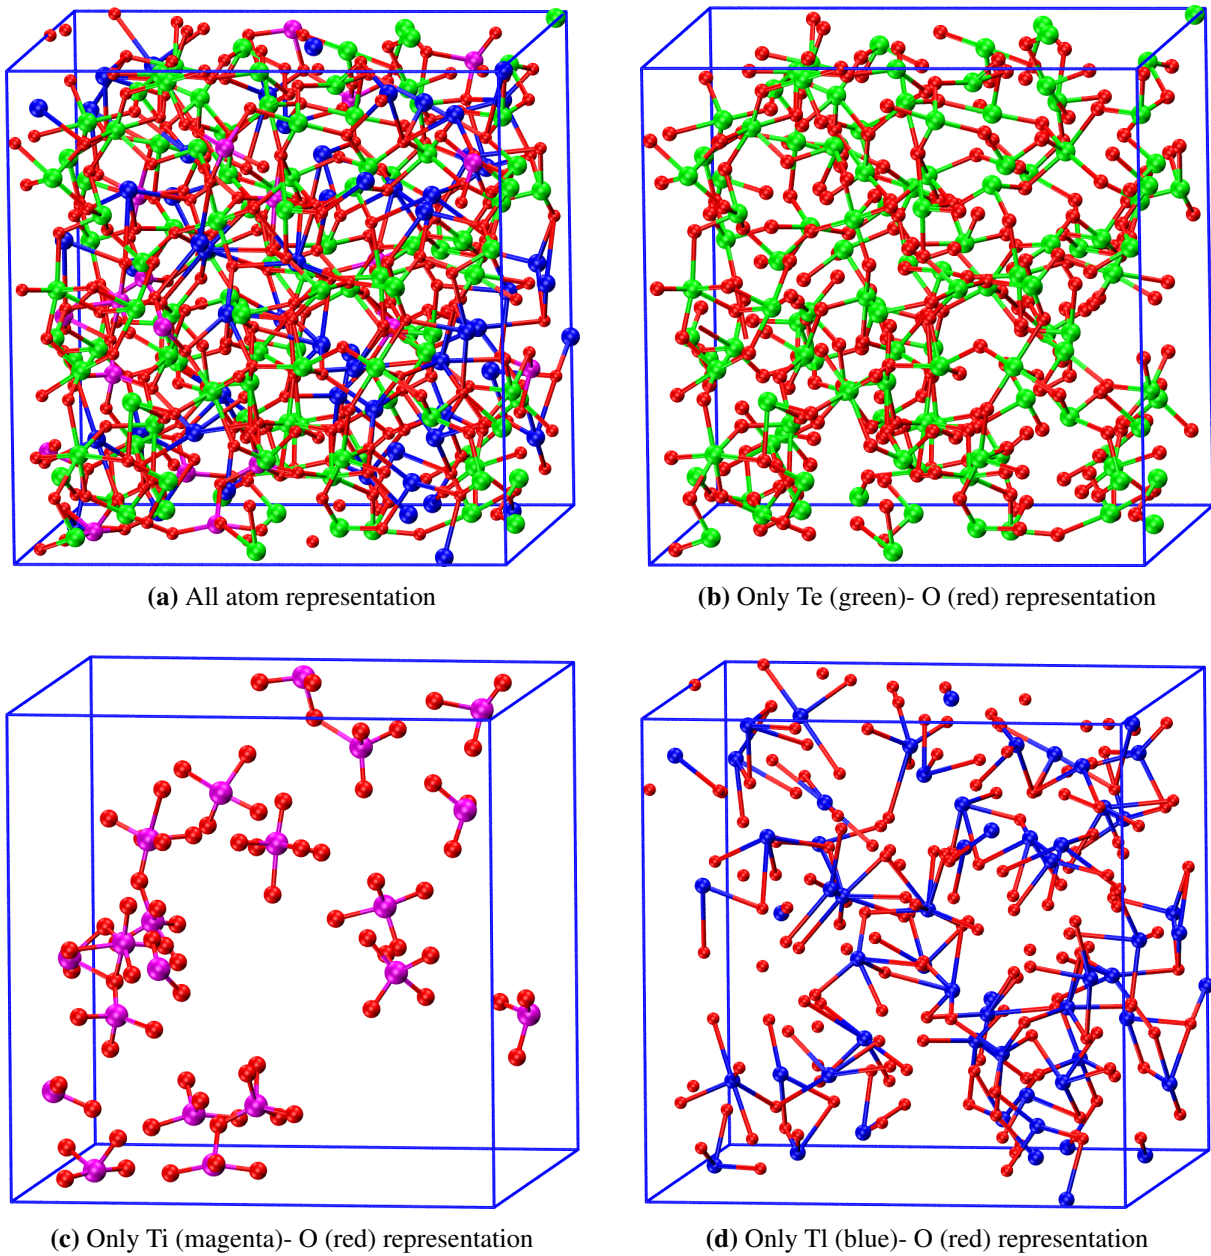 (a) All atom representation
(b) Only Te (green)- O (red) representation
(c) Only Ti (magenta)- O (red) representation
(d) Only Tl (blue)- O (red) representation